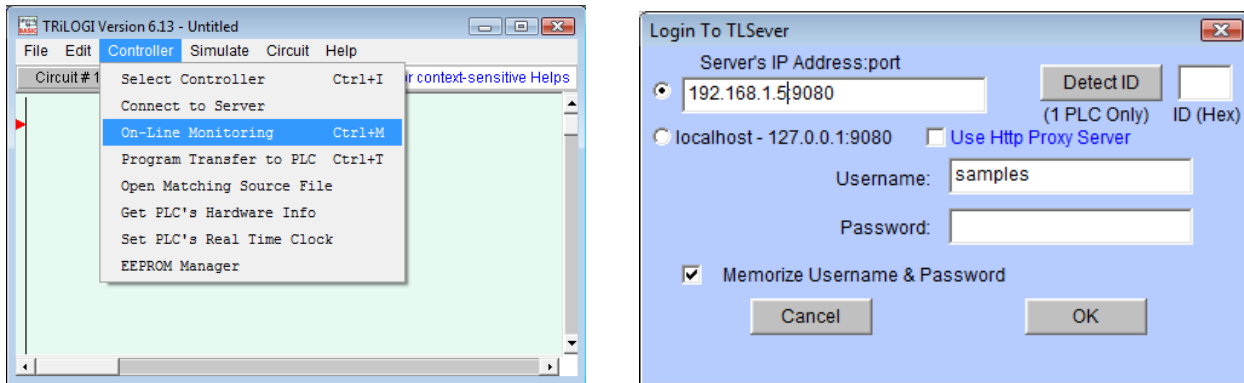 TRiLOGI Version 6.13 - Untitled
File Edit Controller Simulate Circuit Help
Circuit # 1
r context-sensitive Helps
Select Controller Ctrl+I
Connect to Server
On-Line Monitoring Ctrl+M
Program Transfer to PLC Ctrl+T
Open Matching Source File
Get PLC's Hardware Info
Set PLC's Real Time Clock
EEPROM Manager
Login To TLSever
Server's IP Address:port
192.168.1.5:9080
Detect ID
(1 PLC Only) ID (Hex)
localhost - 127.0.0.1:9080 Use Http Proxy Server
Username: samples
Password:
Memorize Username & Password
Cancel OK